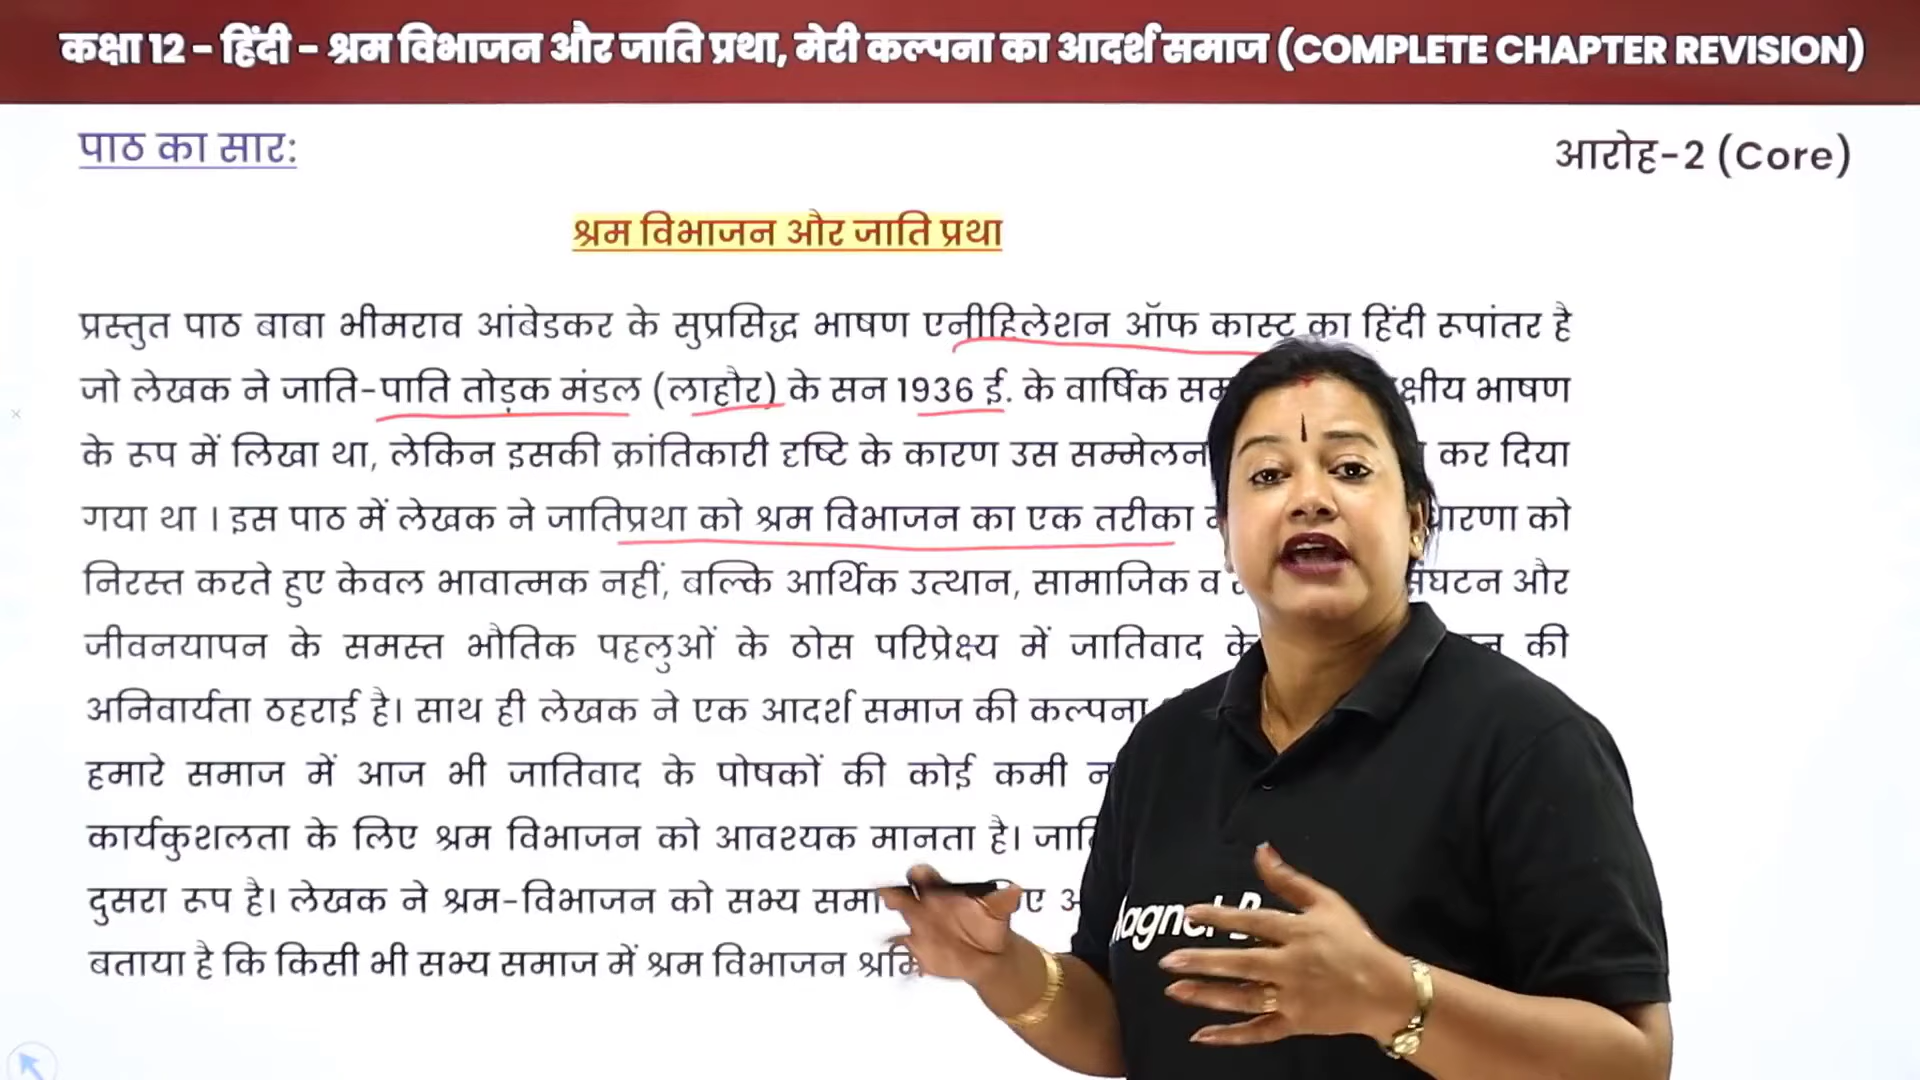 कक्षा 12 - हिंदी - श्रम विभाजन और जाति प्रथा, मेरी कल्पना का आदर्श समाज (COMPLETE CHAPTER REVISION)
पाठ का सार:
आरोह-2 (Core)
श्रम विभाजन और जाति प्रथा
प्रस्तुत पाठ बाबा भीमराव आंबेडकर के सुप्रसिद्ध भाषण एनीहिलेशन ऑफ कास्ट का हिंदी रूपांतर है
जो लेखक ने जाति-पाति तोड़क मंडल (लाहौर) के सन 1936 ई. के वार्षिक भाषण
के रूप में लिखा था, लेकिन इसकी क्रांतिकारी दृष्टि के कारण उस सम्मेलन कर दिया
गया था । इस पाठ में लेखक ने जातिप्रथा को श्रम विभाजन का एक तरीका को
निरस्त करते हुए केवल भावात्मक नहीं, बल्कि आर्थिक उत्थान, सामाजिक व और
जीवनयापन के समस्त भौतिक पहलुओं के ठोस परिप्रेक्ष्य में जातिवाद की
अनिवार्यता ठहराई है। साथ ही लेखक ने एक आदर्श समाज की कल्पना
हमारे समाज में आज भी जातिवाद के पोषकों की कोई कमी
कार्यकुशलता के लिए श्रम विभाजन को आवश्यक मानता है।
दुसरा रूप है। लेखक ने श्रम-विभाजन को सभ्य
बताया है कि किसी भी सभ्य समाज में श्रम विभाजन